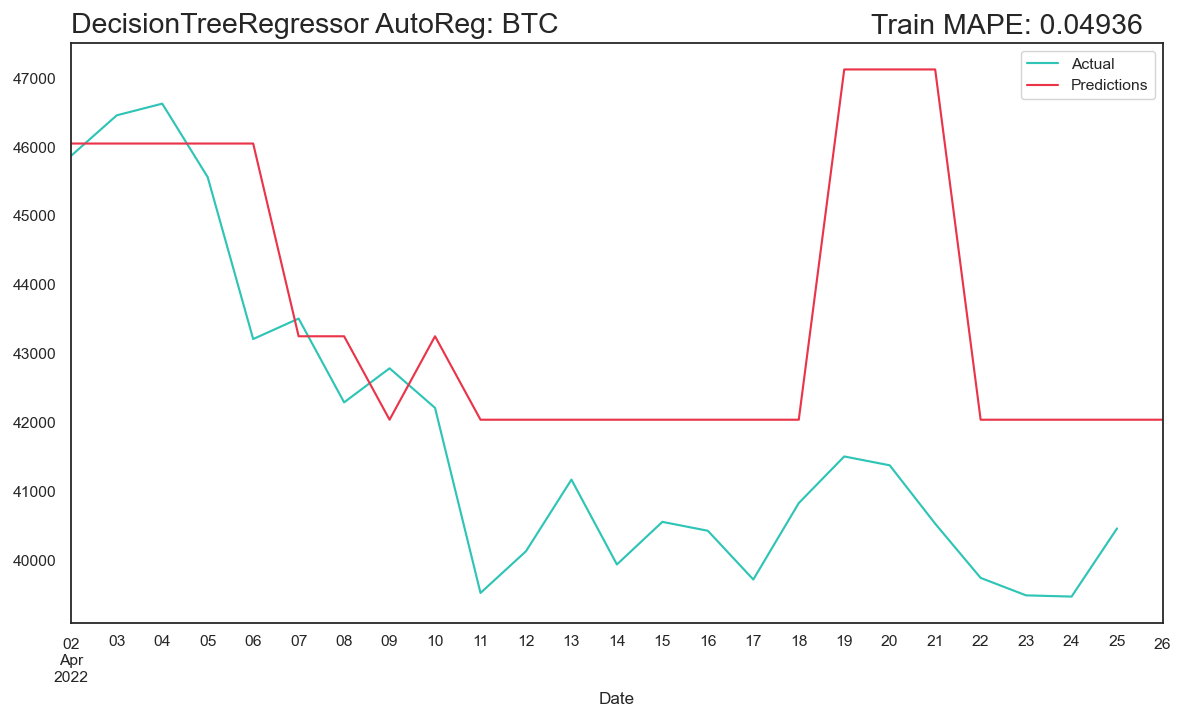 DecisionTreeRegressor AutoReg: BTC
Train MAPE: 0.04936
Actual
Predictions
47000
46000
45000
44000
43000
42000
41000
40000
02 03 04 05 06 07 08 09 10 11 12 13 14 15 16 17 18 19 20 21 22 23 24 25 26
Apr
2022
Date